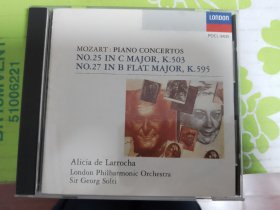 LONDON
MOZART: PIANO CONCERTOS
NO.25 IN C MAJOR, K.503
NO.27 IN B FLAT MAJOR, K.595
Alicia de Larrocha
London Philharmonic Orchestra
Sir Georg Solti
51006221